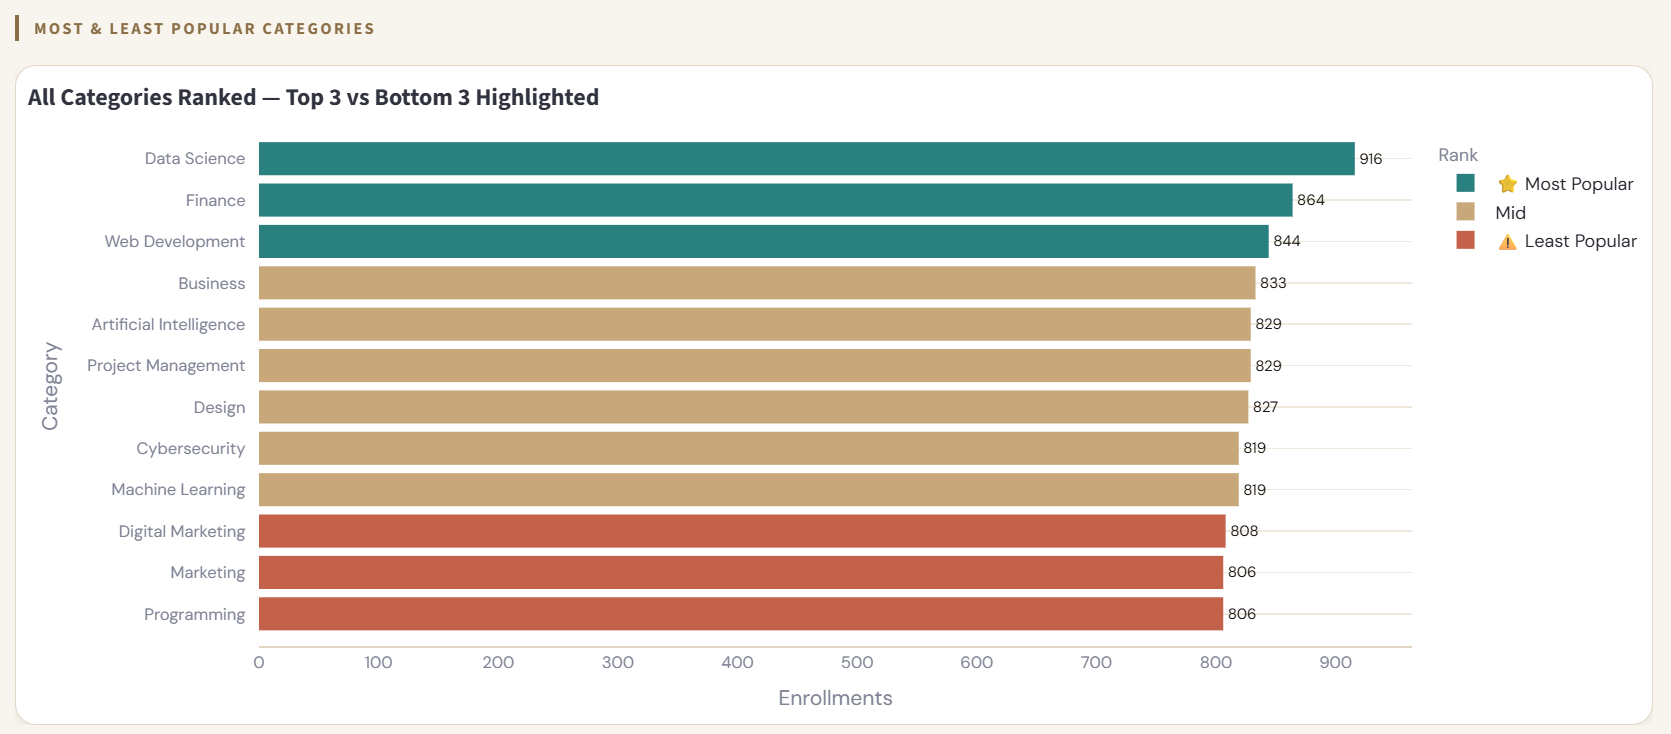 MOST & LEAST POPULAR CATEGORIES
All Categories Ranked — Top 3 vs Bottom 3 Highlighted
Data Science 916
Finance 864
Web Development 844
Business 833
Artificial Intelligence 829
Project Management 829
Design 827
Cybersecurity 819
Machine Learning 819
Digital Marketing 808
Marketing 806
Programming 806
Category
0 100 200 300 400 500 600 700 800 900
Enrollments
Rank
⭐ Most Popular
Mid
⚠️ Least Popular